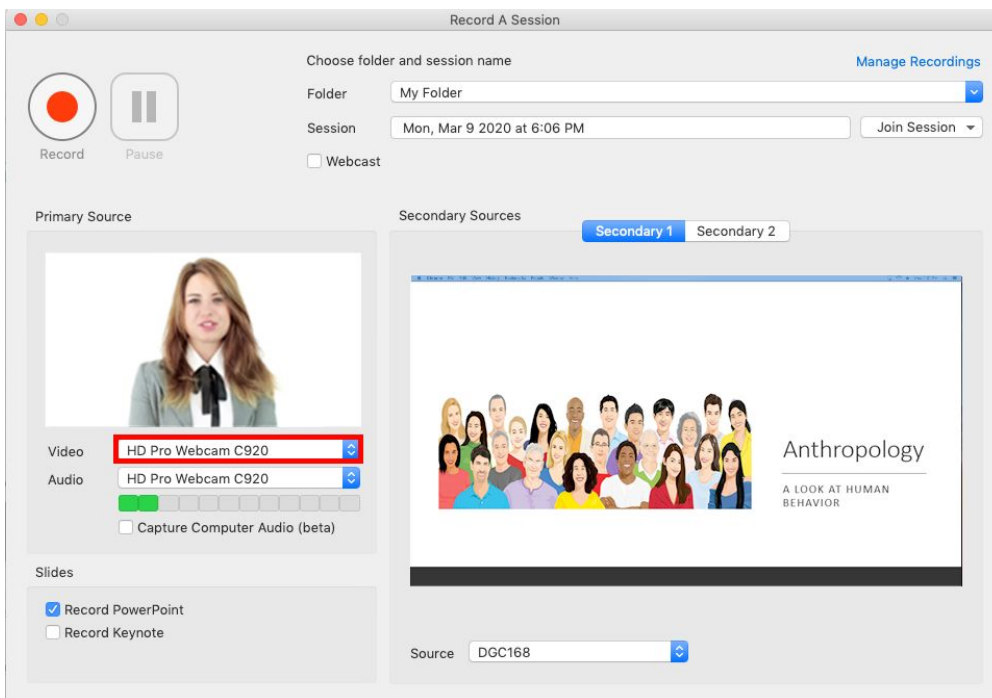 Record A Session
Choose folder and session name
Manage Recordings
Folder
My Folder
Session
Mon, Mar 9 2020 at 6:06 PM
Join Session
Record
Pause
Webcast
Primary Source
Secondary Sources
Secondary 1
Secondary 2
Anthropology
A LOOK AT HUMAN
BEHAVIOR
Video
HD Pro Webcam C920
Audio
HD Pro Webcam C920
Capture Computer Audio (beta)
Slides
Record PowerPoint
Record Keynote
Source
DGC168